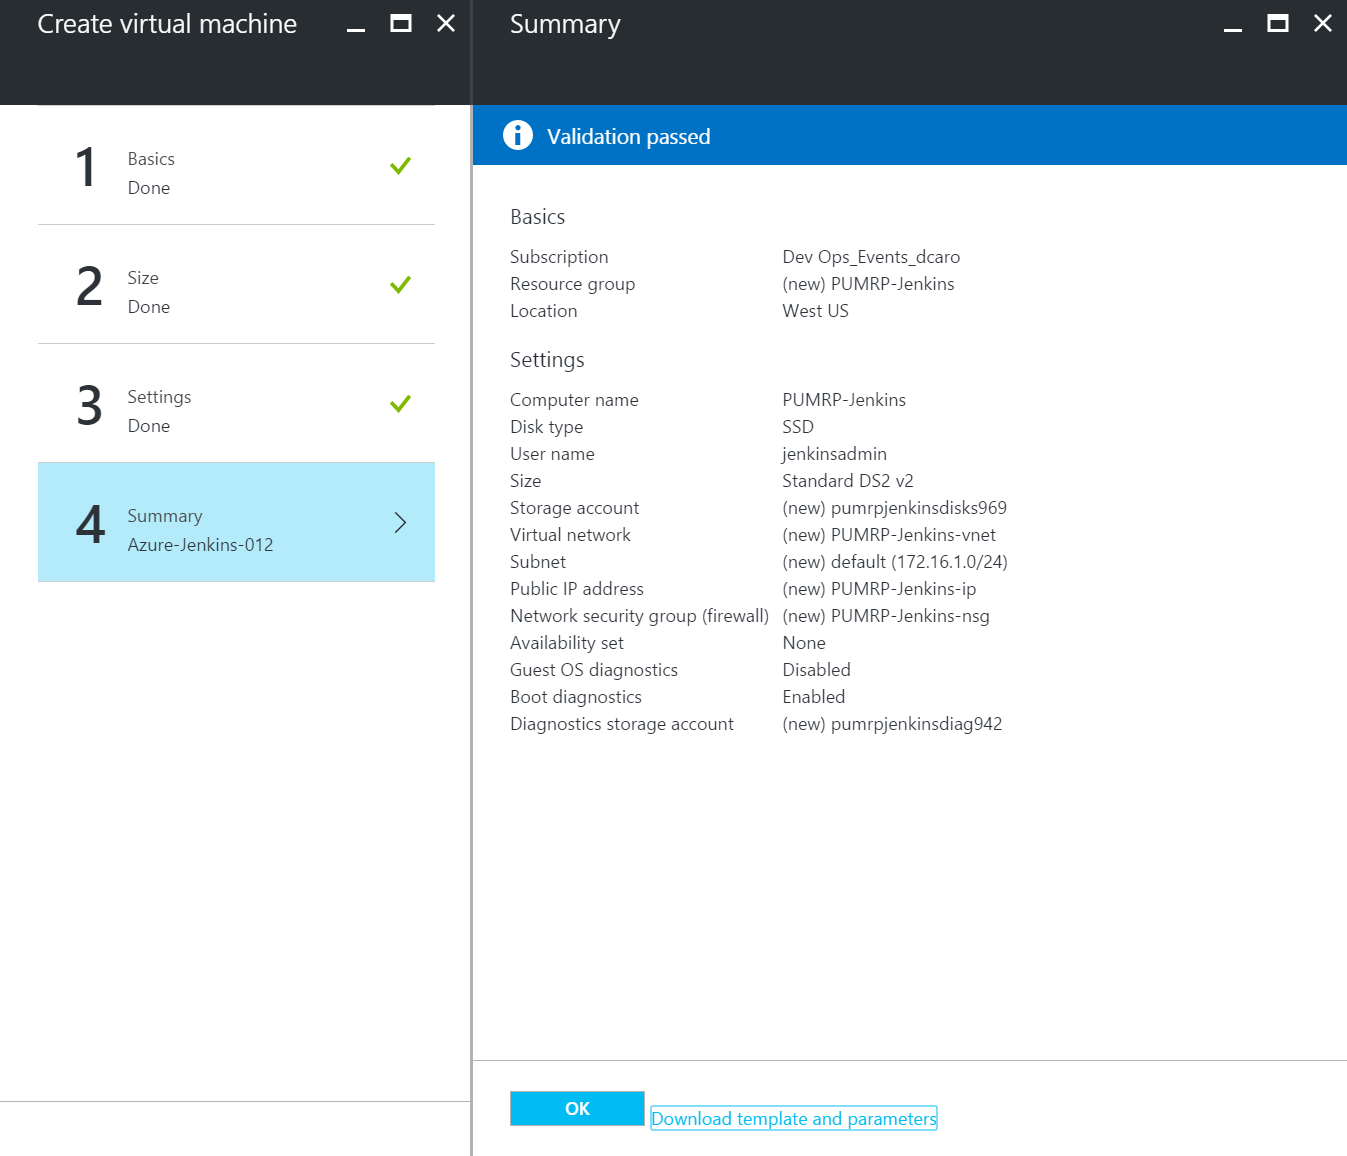 Create virtual machine
1
Basics
Done
2
Size
Done
3
Settings
Done
4
Summary
Azure-Jenkins-012
Summary
Validation passed
Basics
Subscription Dev Ops_Events_dcaro
Resource group (new) PUMRP-Jenkins
Location West US
Settings
Computer name PUMRP-Jenkins
Disk type SSD
User name jenkinsadmin
Size Standard DS2 v2
Storage account (new) pumrpjenkinsdisks969
Virtual network (new) PUMRP-Jenkins-vnet
Subnet (new) default (172.16.1.0/24)
Public IP address (new) PUMRP-Jenkins-ip
Network security group (firewall) (new) PUMRP-Jenkins-nsg
Availability set None
Guest OS diagnostics Disabled
Boot diagnostics Enabled
Diagnostics storage account (new) pumrpjenkinsdiag942
OK Download template and parameters